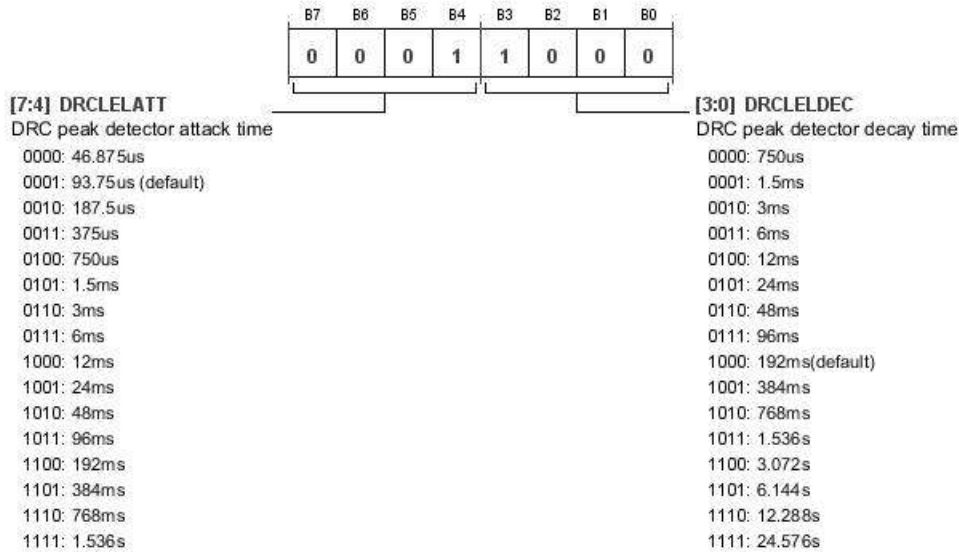 B7 B6 B5 B4 B3 B2 B1 B0
0 0 0 1 1 0 0 0
[7:4] DRCLELATT
DRC peak detector attack time
0000: 46.875us
0001: 93.75us (default)
0010: 187.5us
0011: 375us
0100: 750us
0101: 1.5ms
0110: 3ms
0111: 6ms
1000: 12ms
1001: 24ms
1010: 48ms
1011: 96ms
1100: 192ms
1101: 384ms
1110: 768ms
1111: 1.536s
[3:0] DRCLELDEC
DRC peak detector decay time
0000: 750us
0001: 1.5ms
0010: 3ms
0011: 6ms
0100: 12ms
0101: 24ms
0110: 48ms
0111: 96ms
1000: 192ms(default)
1001: 384ms
1010: 768ms
1011: 1.536s
1100: 3.072s
1101: 6.144s
1110: 12.288s
1111: 24.576s